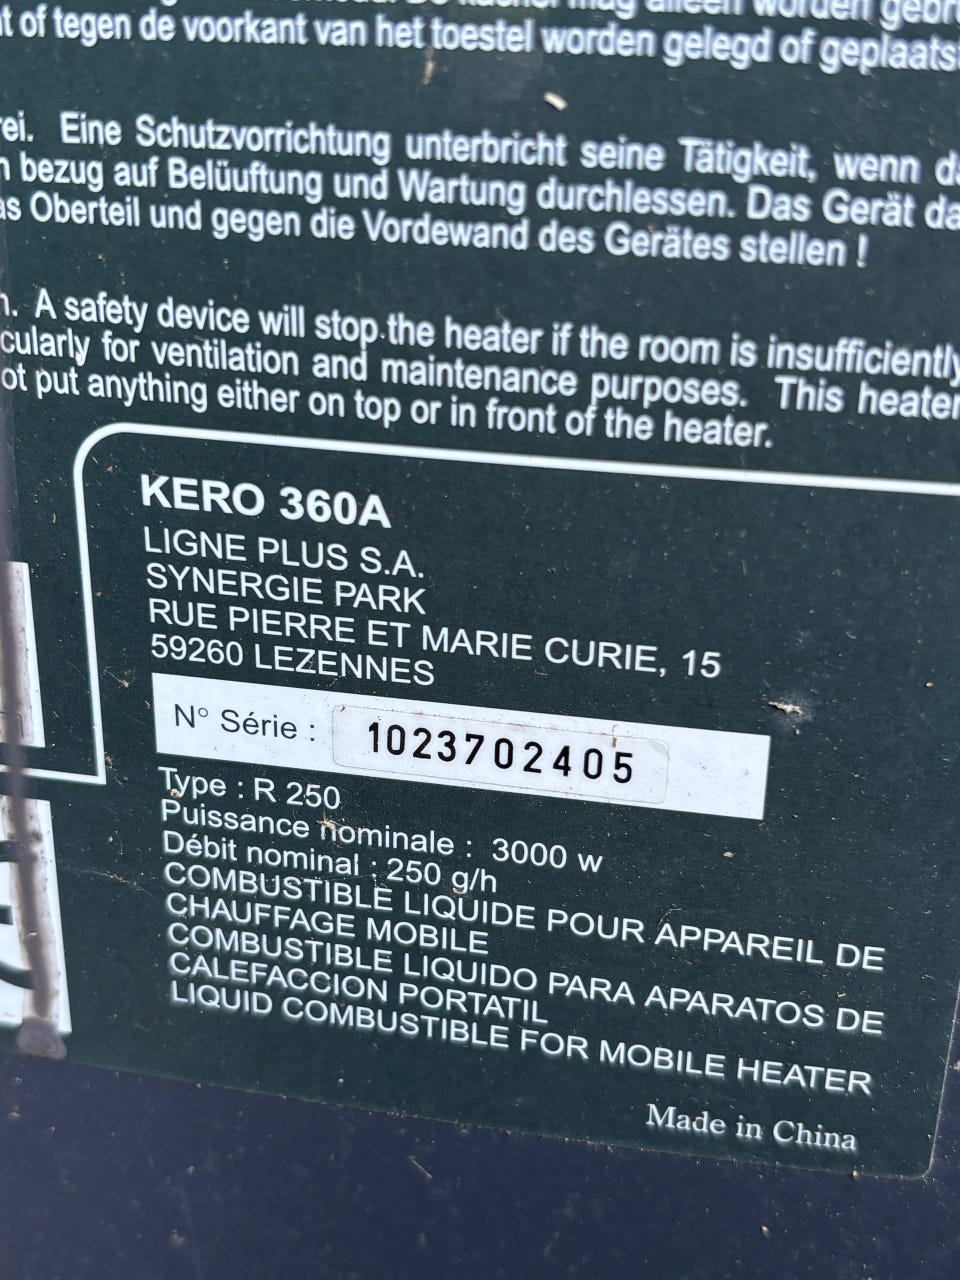 mag alleen worden
of tegen de voorkant van het toestel worden gelegd of geplaatst
Eine Schutzvorrichtung unterbricht seine Tätigkeit, wenn
bezug auf Belüuftung und Wartung durchlessen. Das Gerät
Oberteil und gegen die Vordewand des Gerätes stellen !
A safety device will stop the heater if the room is insufficiently
for ventilation and maintenance purposes. This heater
put anything either on top or in front of the heater.
KERO 360A
LIGNE PLUS S.A.
SYNERGIE PARK
RUE PIERRE ET MARIE CURIE, 15
59260 LEZENNES
N° Série : 1023702405
Type : R 250
Puissance nominale : 3000 w
Débit nominal : 250 g/h
COMBUSTIBLE LIQUIDE POUR APPAREIL DE
CHAUFFAGE MOBILE
COMBUSTIBLE LIQUIDO PARA APARATOS DE
CALEFACCION PORTATIL
LIQUID COMBUSTIBLE FOR MOBILE HEATER
Made in China